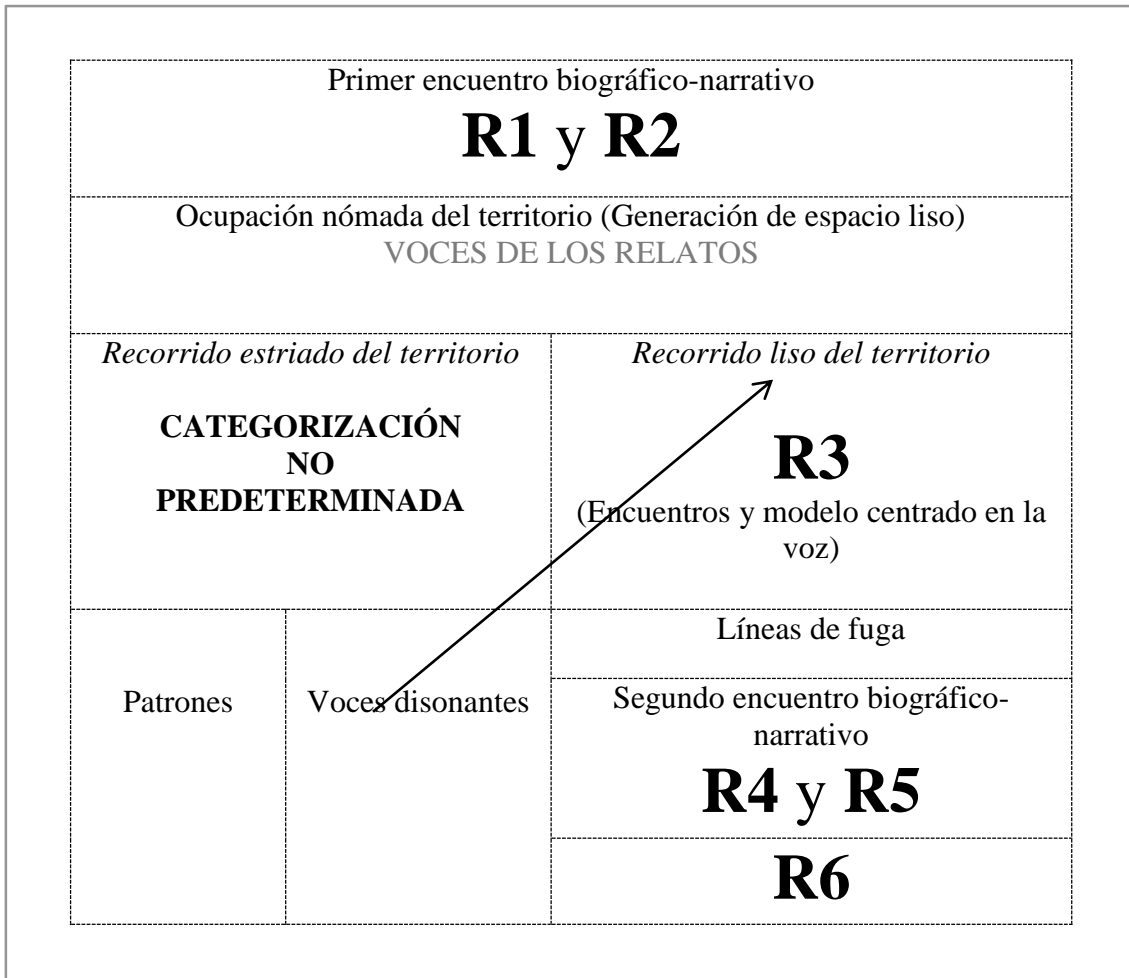 Primer encuentro biográfico-narrativo
R1 y R2
Ocupación nómada del territorio (Generación de espacio liso)
VOCES DE LOS RELATOS
Recorrido estriado del territorio
CATEGORIZACIÓN
NO
PREDETERMINADA
Recorrido liso del territorio
R3
(Encuentros y modelo centrado en la
voz)
Patrones
Voces disonantes
Líneas de fuga
Segundo encuentro biográfico-
narrativo
R4 y R5
R6